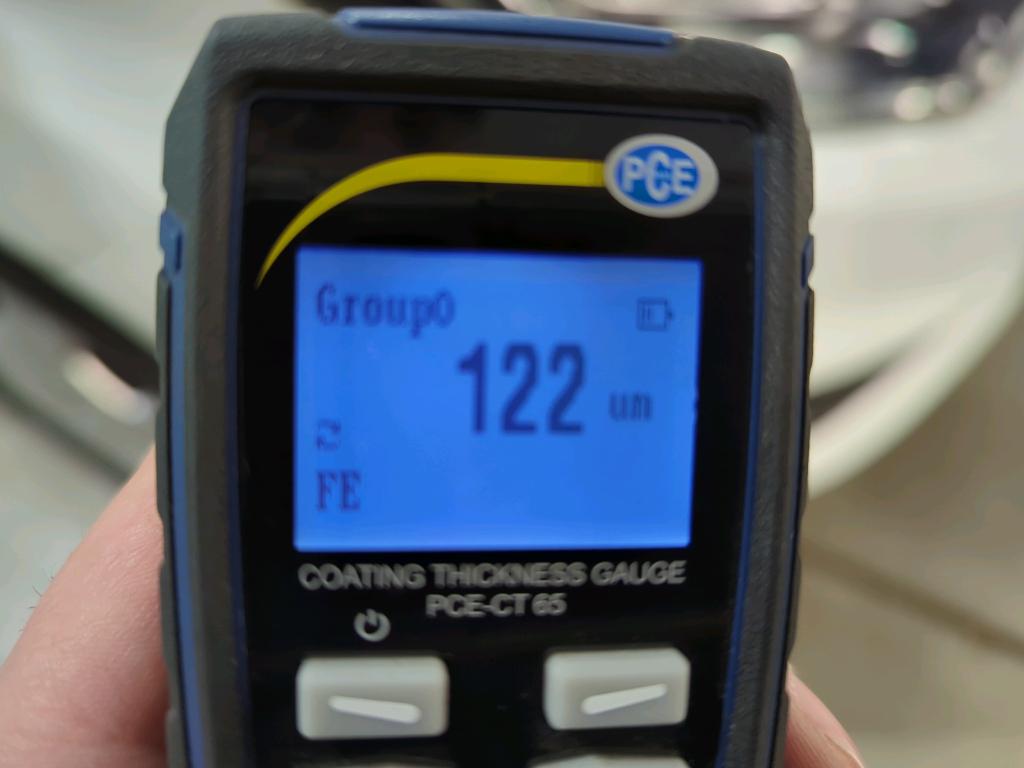 PCE
Group0
122 um
FE
COATING THICKNESS GAUGE
PCE-CT 65